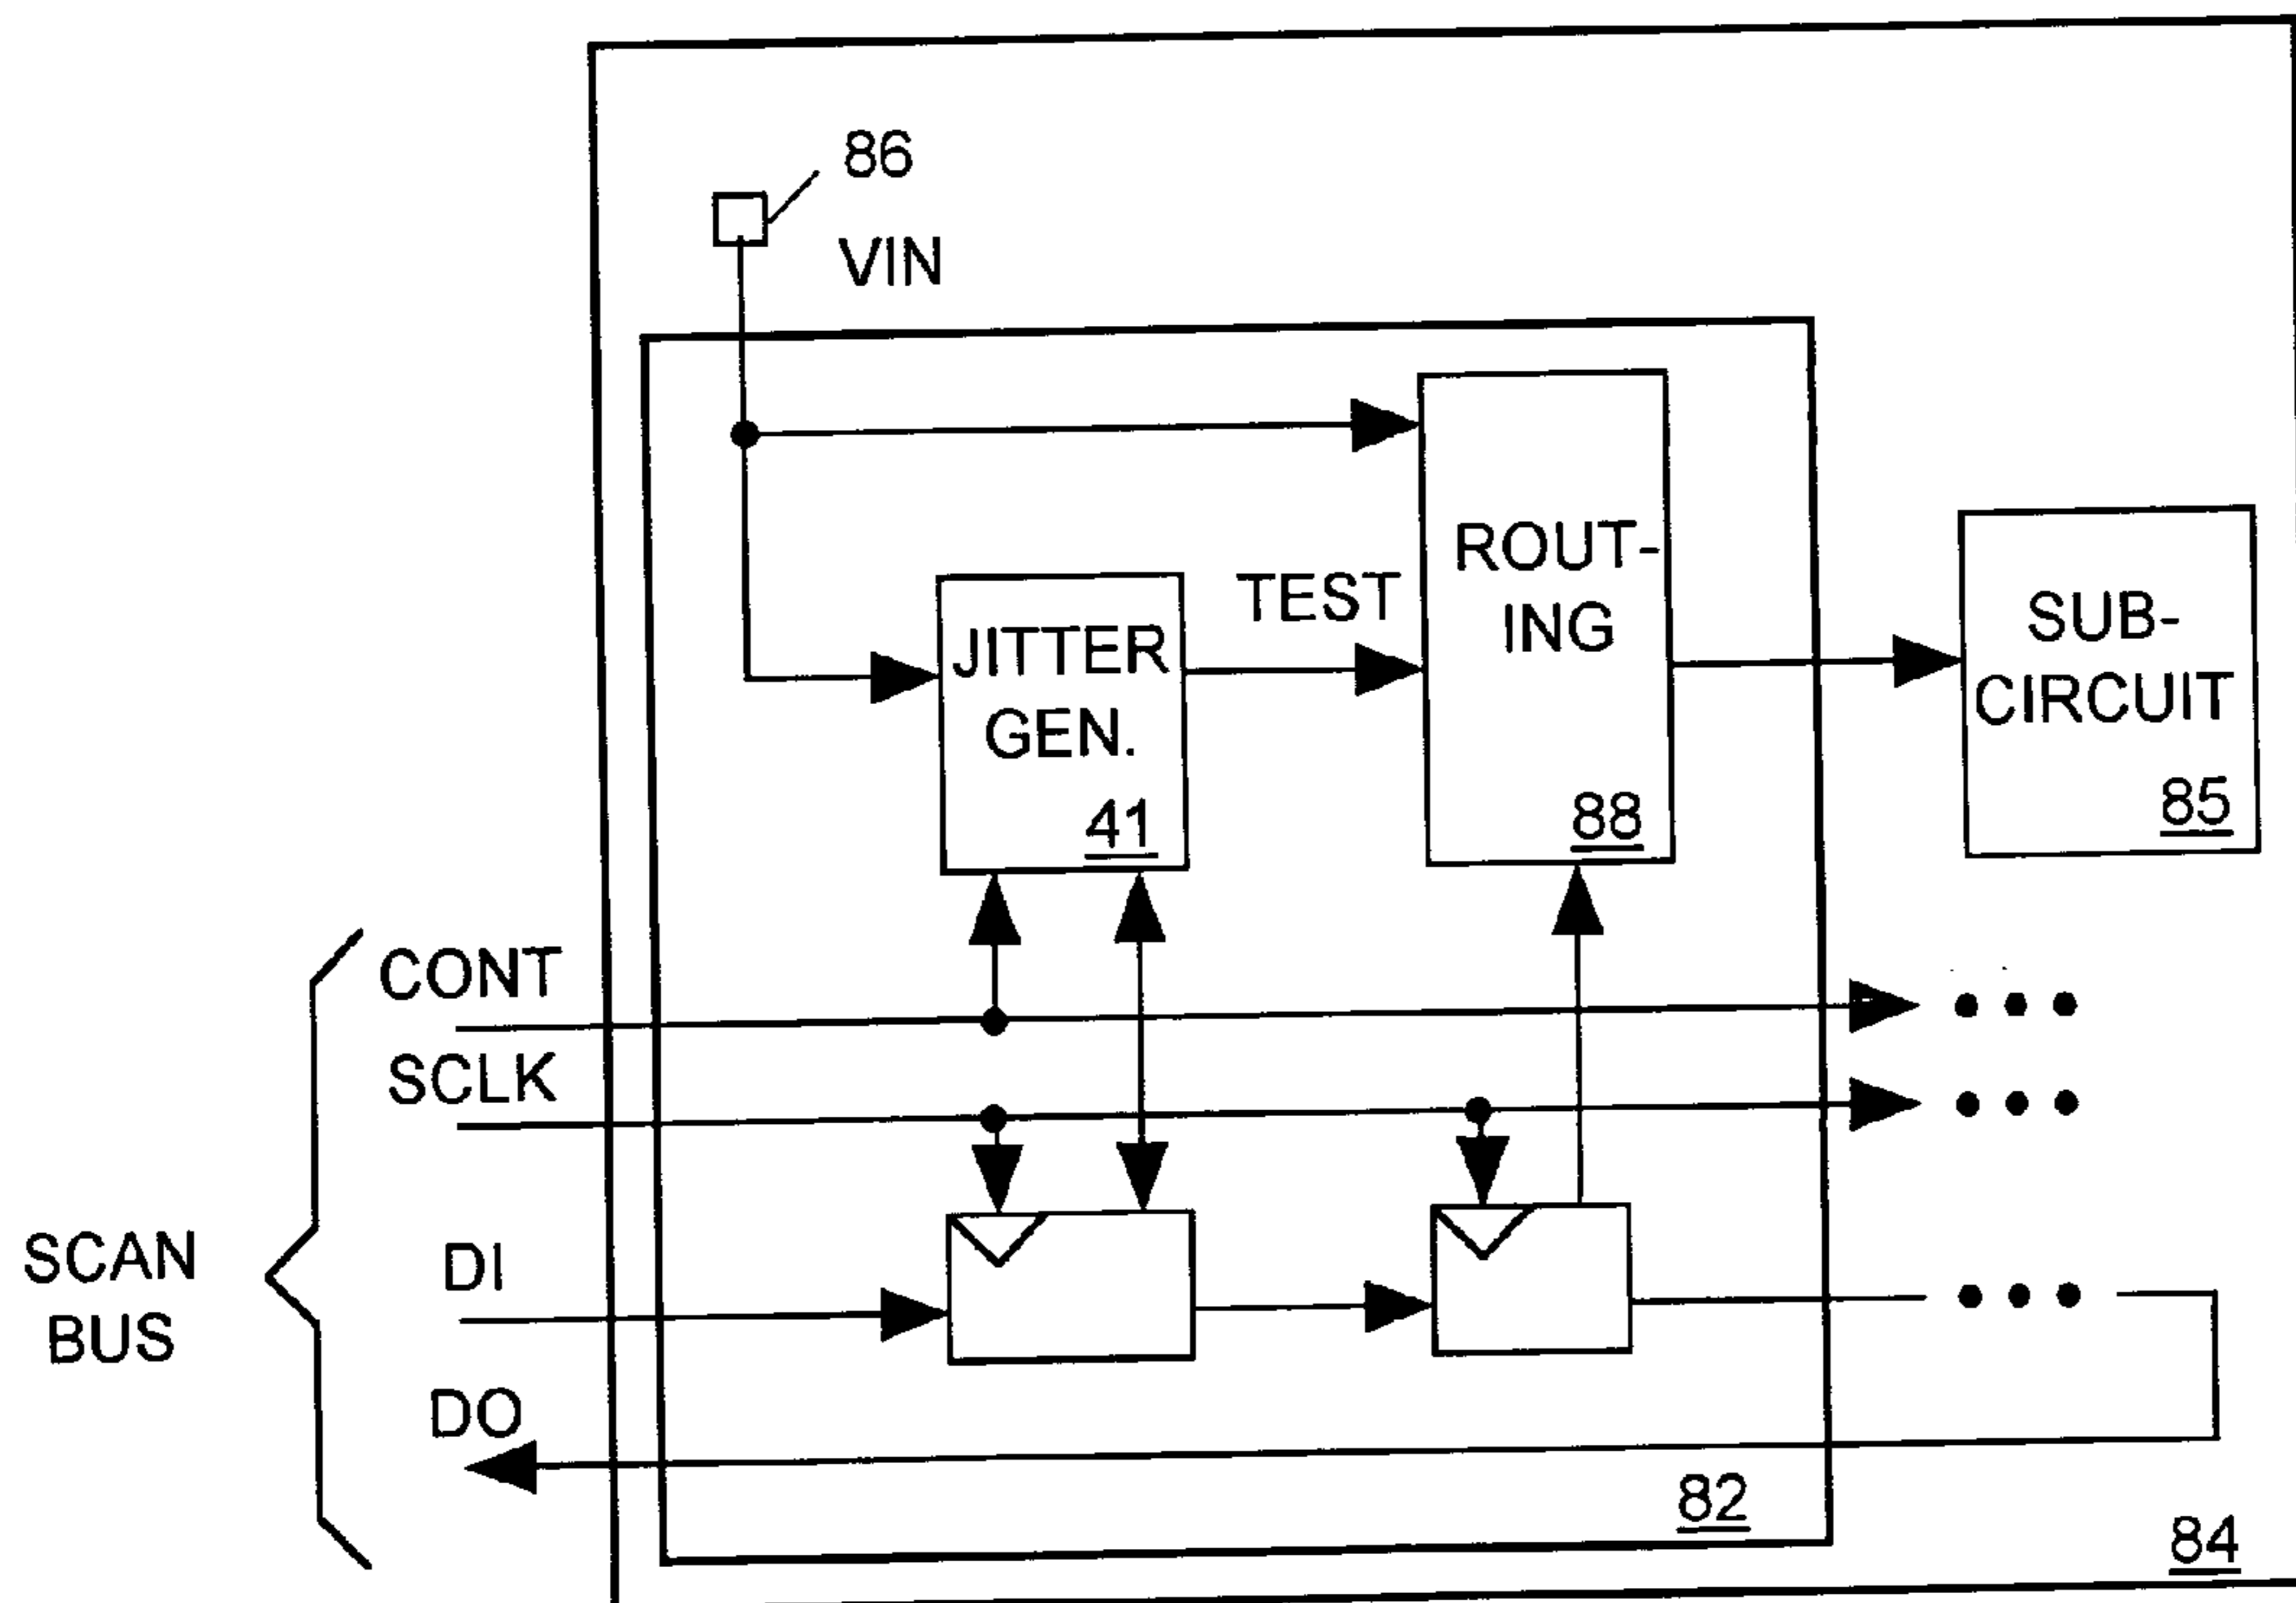 86
VIN
ROUT-
ING
88
TEST
JITTER
GEN.
41
SUB-
CIRCUIT
85
CONT
SCLK
SCAN
BUS
DI
DO
82
84